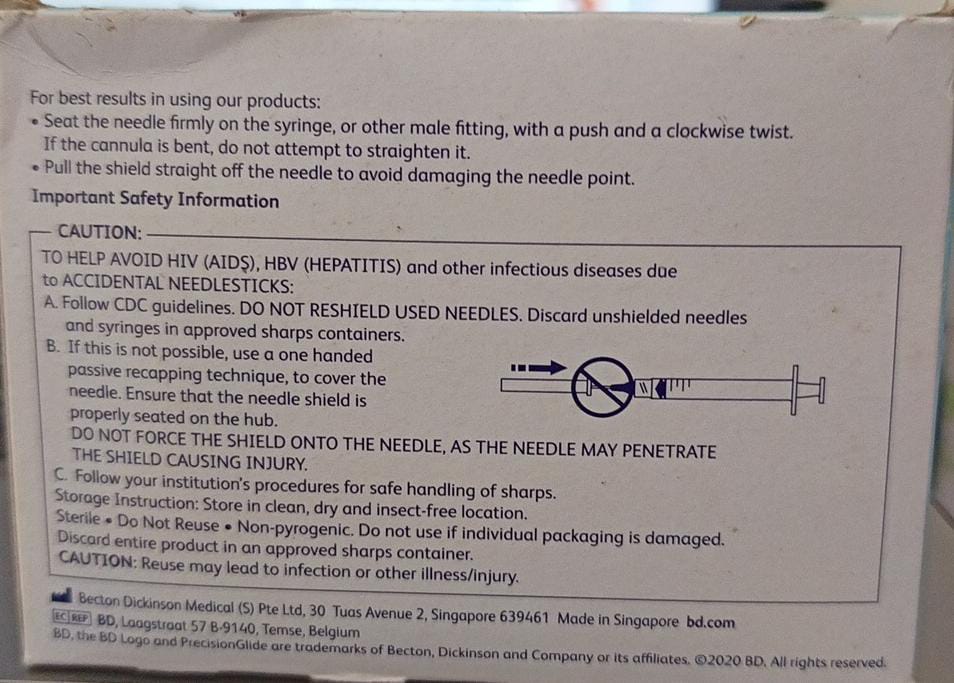 For best results in using our products:
• Seat the needle firmly on the syringe, or other male fitting, with a push and a clockwise twist.
If the cannula is bent, do not attempt to straighten it.
• Pull the shield straight off the needle to avoid damaging the needle point.
Important Safety Information
CAUTION:
TO HELP AVOID HIV (AIDS), HBV (HEPATITIS) and other infectious diseases due
to ACCIDENTAL NEEDLESTICKS:
A. Follow CDC guidelines. DO NOT RESHIELD USED NEEDLES. Discard unshielded needles
and syringes in approved sharps containers.
B. If this is not possible, use a one handed
passive recapping technique, to cover the
needle. Ensure that the needle shield is
properly seated on the hub.
DO NOT FORCE THE SHIELD ONTO THE NEEDLE, AS THE NEEDLE MAY PENETRATE
THE SHIELD CAUSING INJURY.
C. Follow your institution's procedures for safe handling of sharps.
Storage Instruction: Store in clean, dry and insect-free location.
Sterile • Do Not Reuse • Non-pyrogenic. Do not use if individual packaging is damaged.
Discard entire product in an approved sharps container.
CAUTION: Reuse may lead to infection or other illness/injury.
Becton Dickinson Medical (S) Pte Ltd, 30 Tuas Avenue 2, Singapore 639461 Made in Singapore bd.com
EC REP BD, Laagstraat 57 B-9140, Temse, Belgium
BD, the BD Logo and PrecisionGlide are trademarks of Becton, Dickinson and Company or its affiliates. ©2020 BD. All rights reserved.